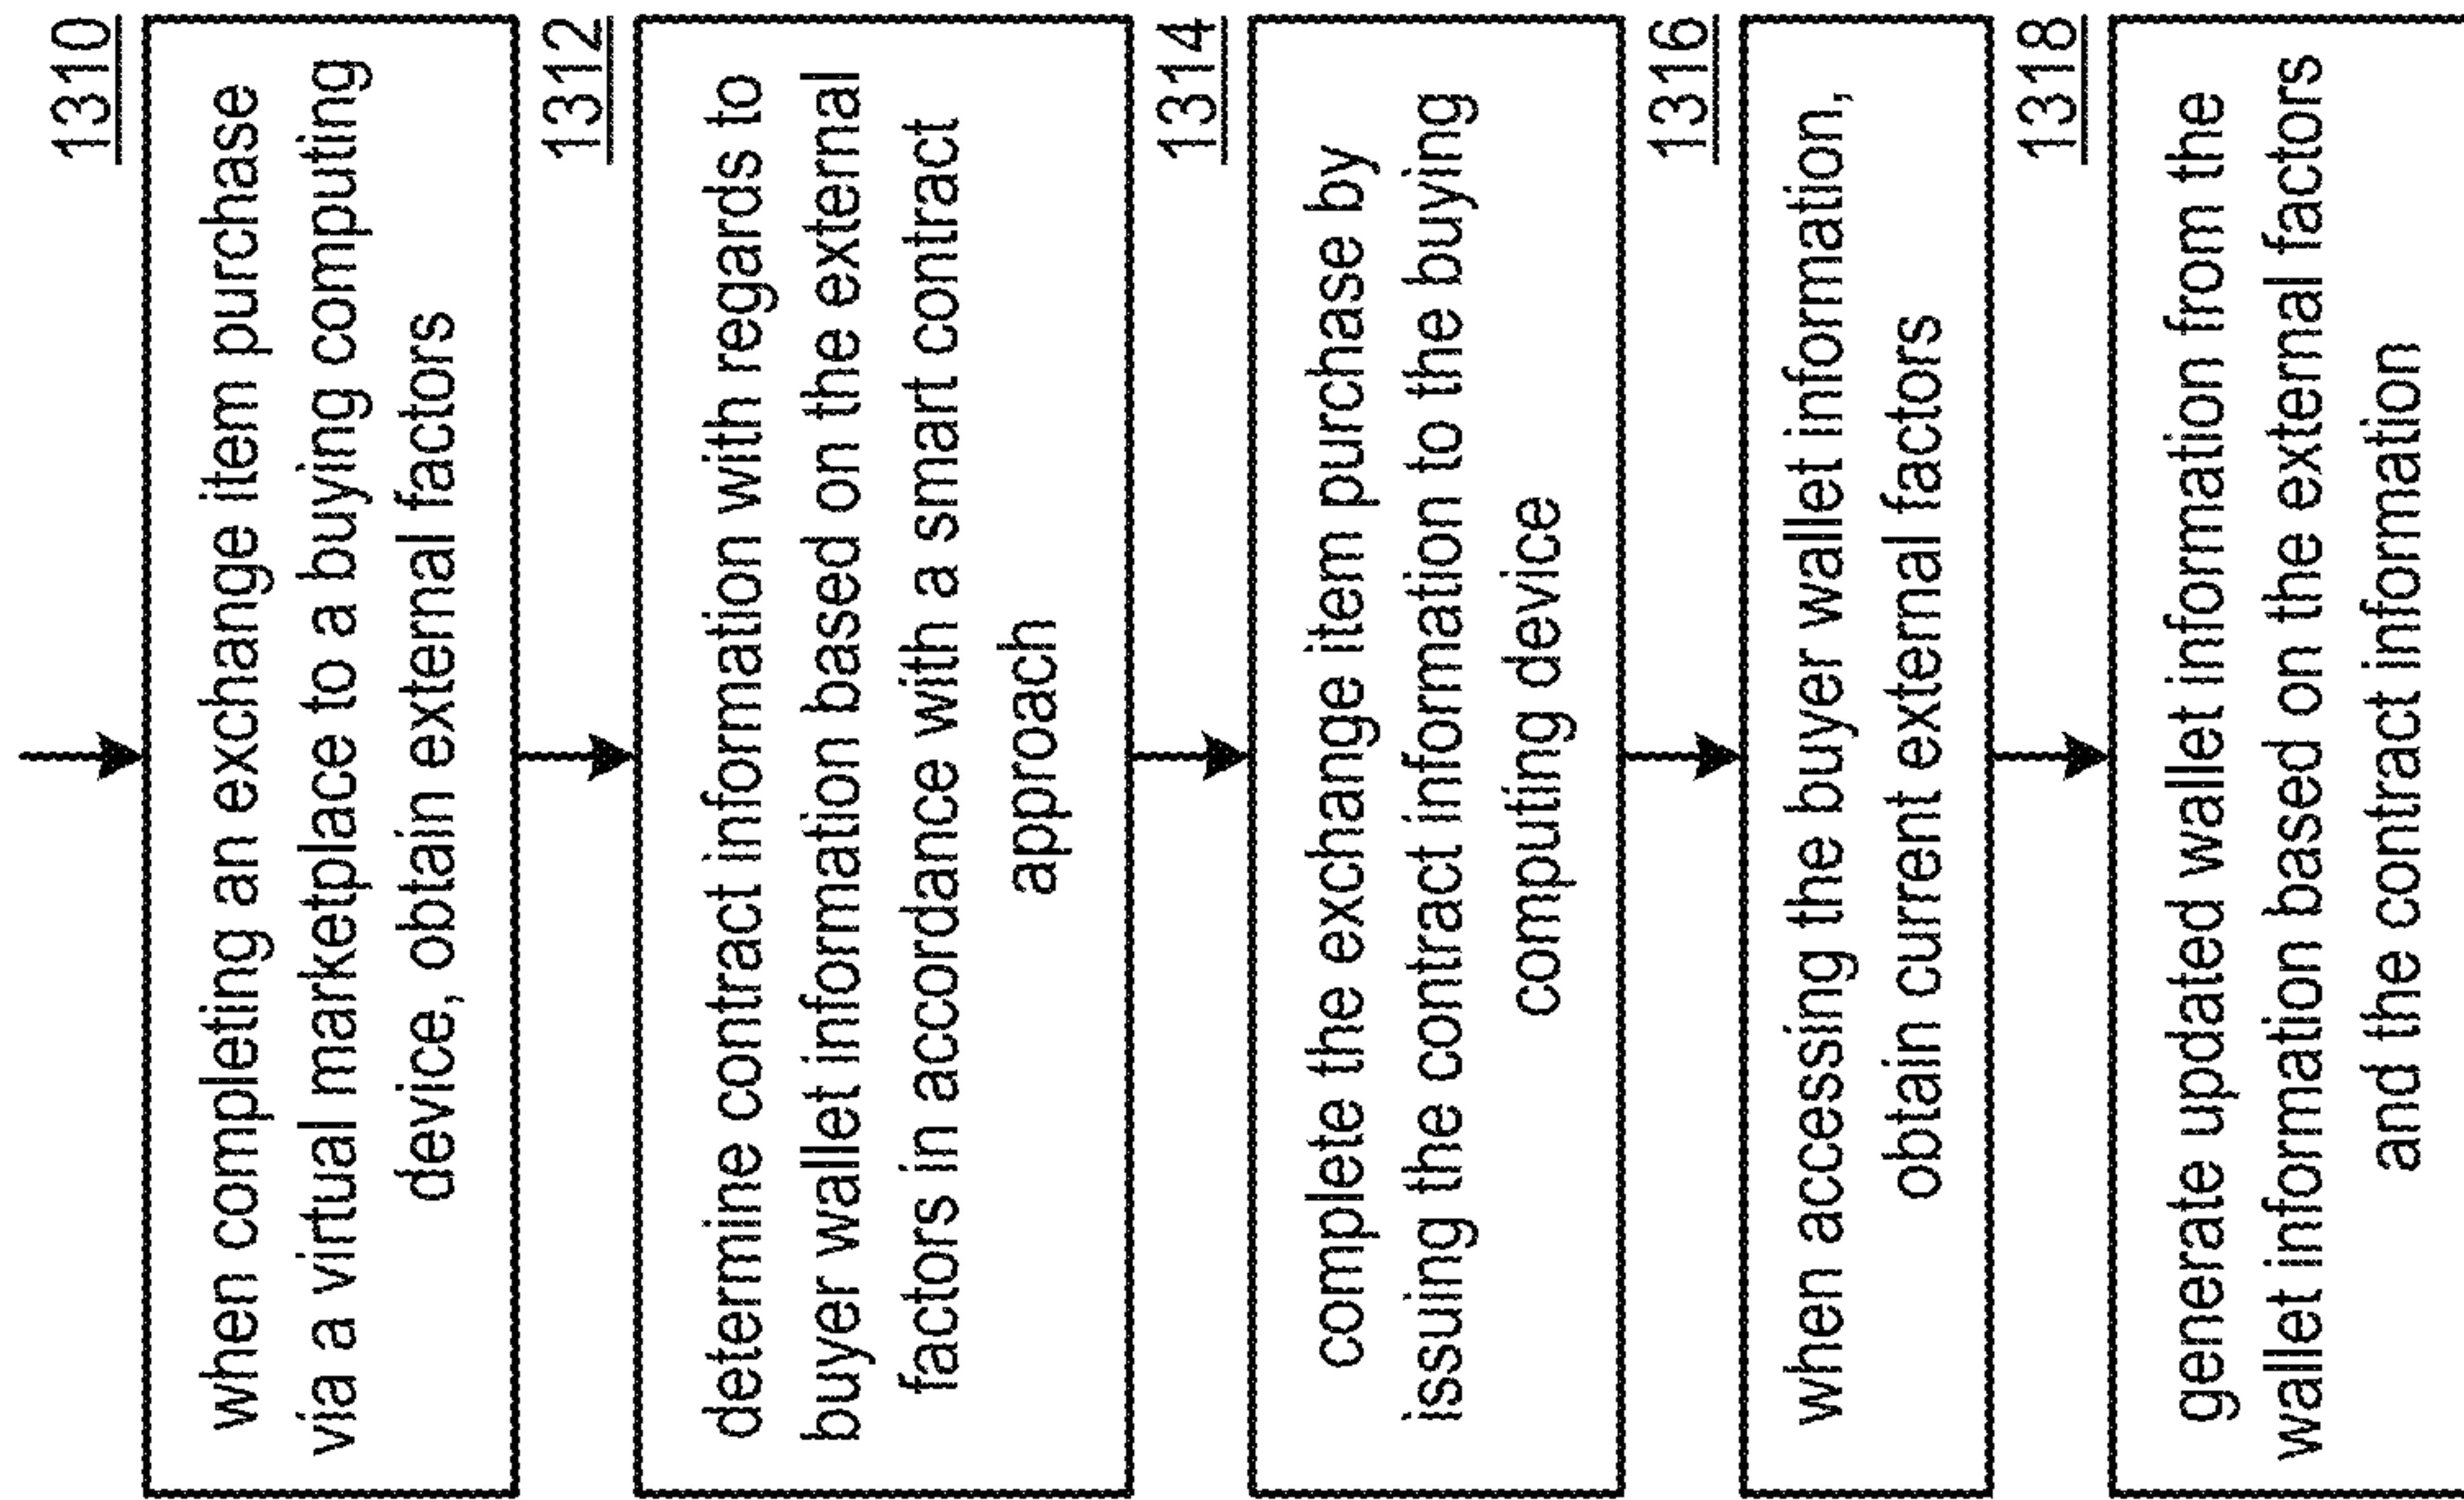 1310
when completing an exchange item purchase
via a virtual marketplace to a buying computing
device, obtain external factors
1312
determine contract information with regards to
buyer wallet information based on the external
factors in accordance with a smart contract
approach
1314
complete the exchange item purchase by
issuing the contract information to the buying
computing device
1316
when accessing the buyer wallet information,
obtain current external factors
1318
generate updated wallet information from the
wallet information based on the external factors
and the contract information